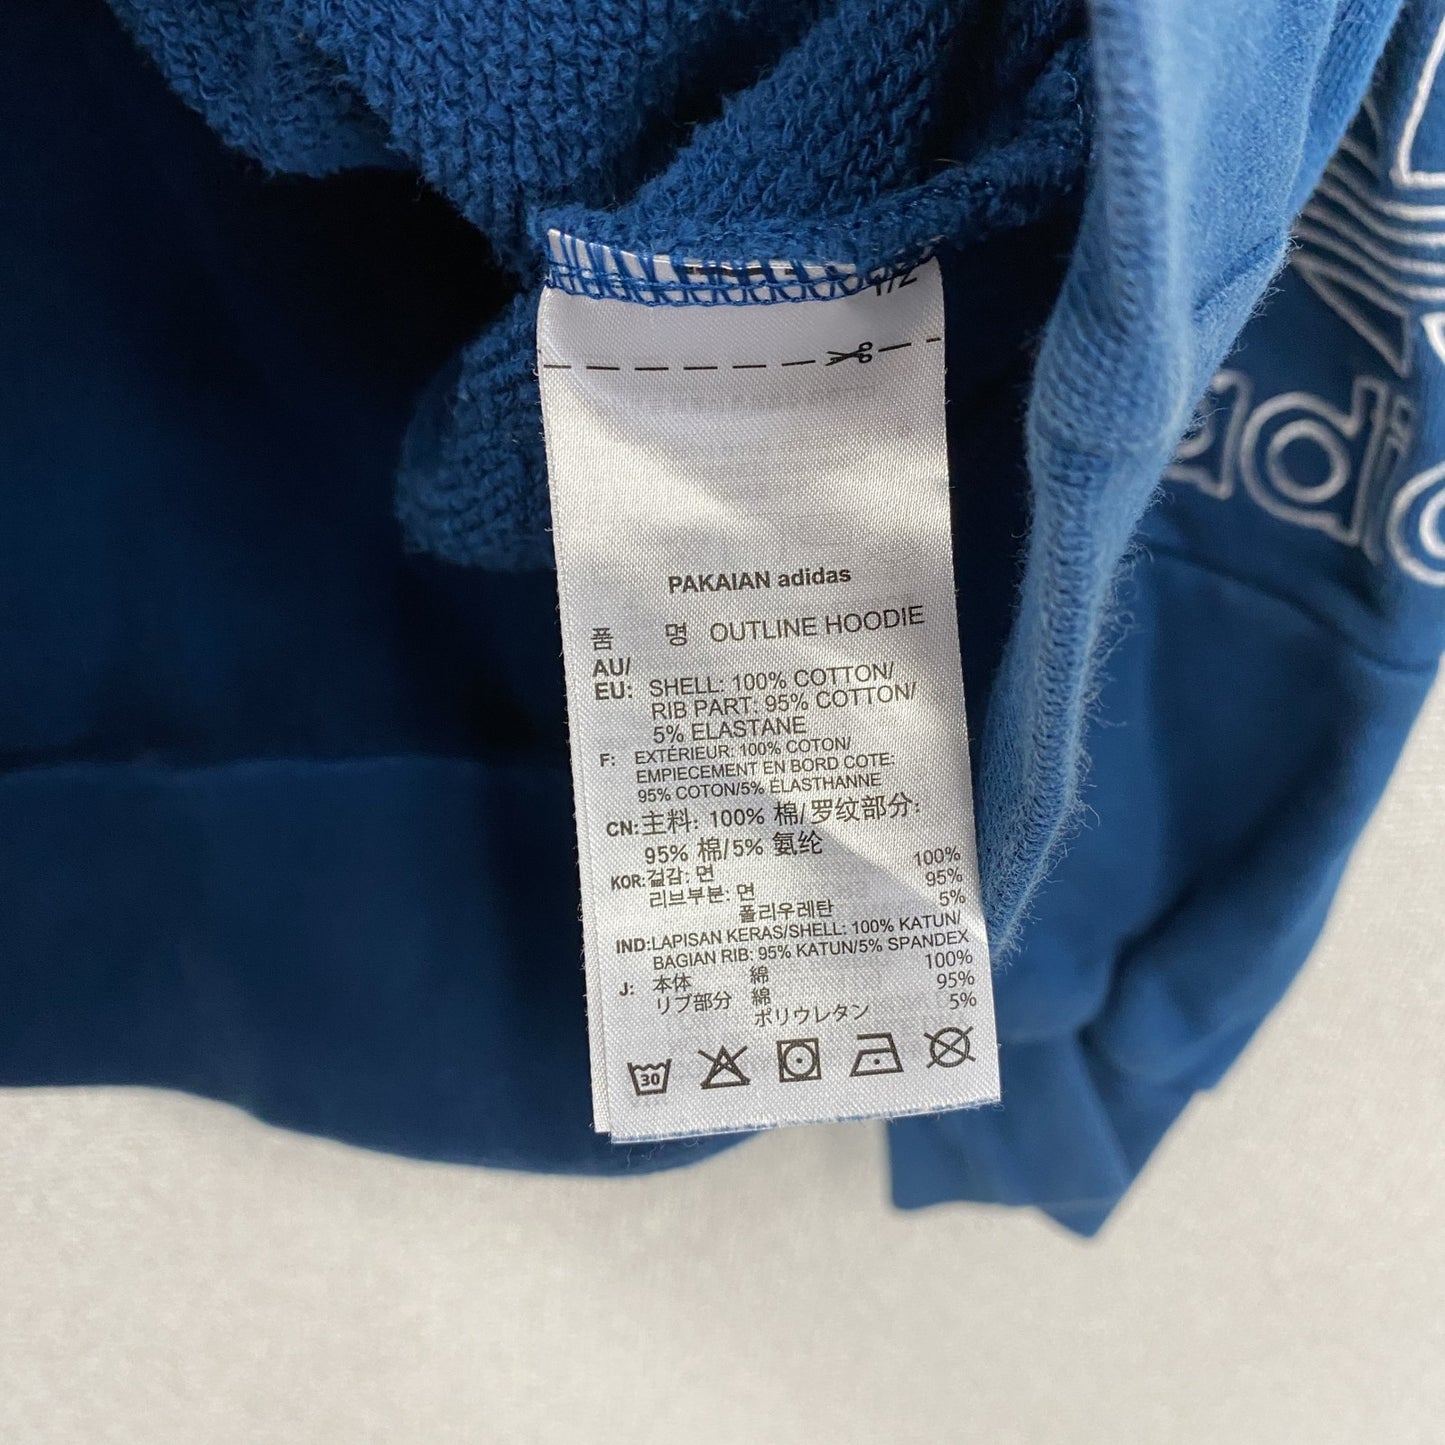 1/2
PAKAIAN adidas
품 명 OUTLINE HOODIE
AU/
EU: SHELL: 100% COTTON/
RIB PART: 95% COTTON/
5% ELASTANE
F: EXTÉRIEUR: 100% COTON/
EMPIECEMENT EN BORD COTE:
95% COTON/5% ÉLASTHANNE
CN: 主料: 100% 棉/罗纹部分:
95% 棉/5% 氨纶
KOR: 겉감: 면 100%
리브부분: 면 95%
폴리우레탄 5%
IND: LAPISAN KERAS/SHELL: 100% KATUN/
BAGIAN RIB: 95% KATUN/5% SPANDEX
J: 本体 綿 100%
リブ部分 綿 95%
ポリウレタン 5%
30
adi